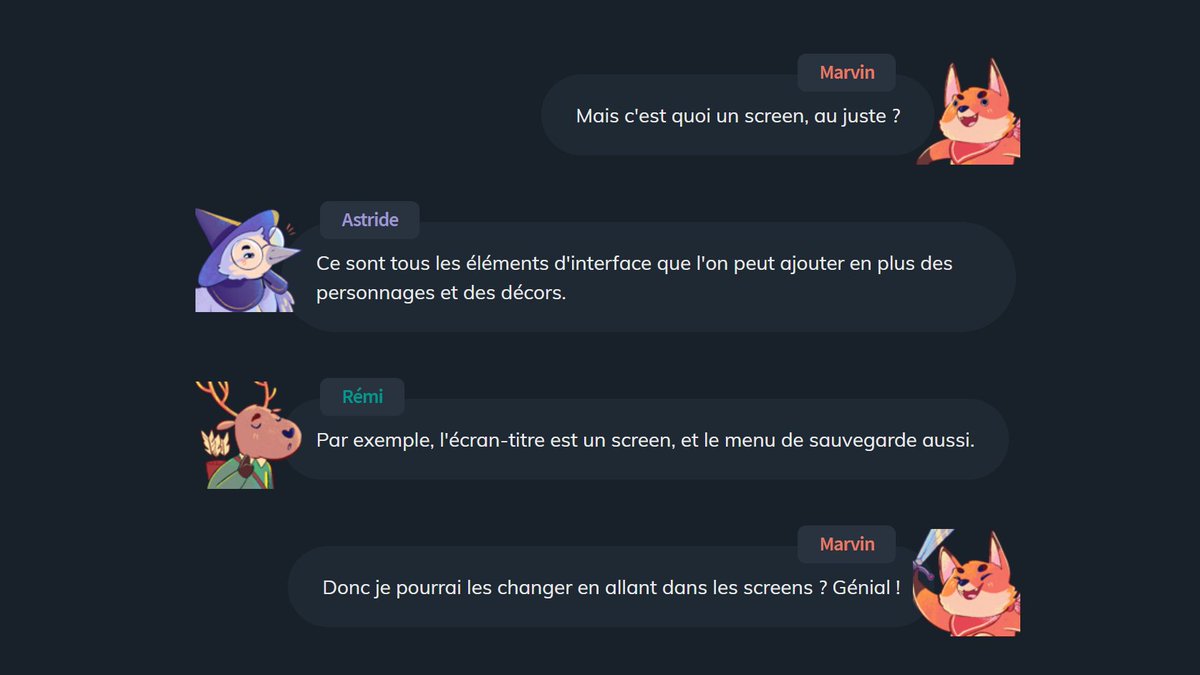 Marvin
Mais c'est quoi un screen, au juste ?
Astride
Ce sont tous les éléments d'interface que l'on peut ajouter en plus des
personnages et des décors.
Rémi
Par exemple, l'écran-titre est un screen, et le menu de sauvegarde aussi.
Marvin
Donc je pourrai les changer en allant dans les screens ? Génial !